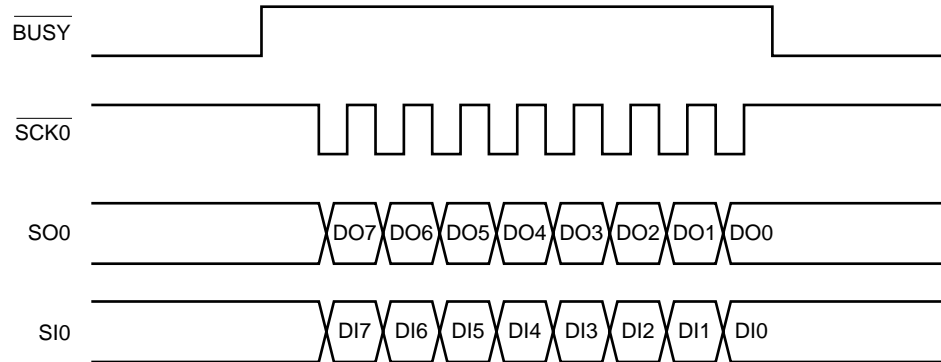 BUSY
SCK0
SO0 DO7 DO6 DO5 DO4 DO3 DO2 DO1 DO0
SI0 DI7 DI6 DI5 DI4 DI3 DI2 DI1 DI0